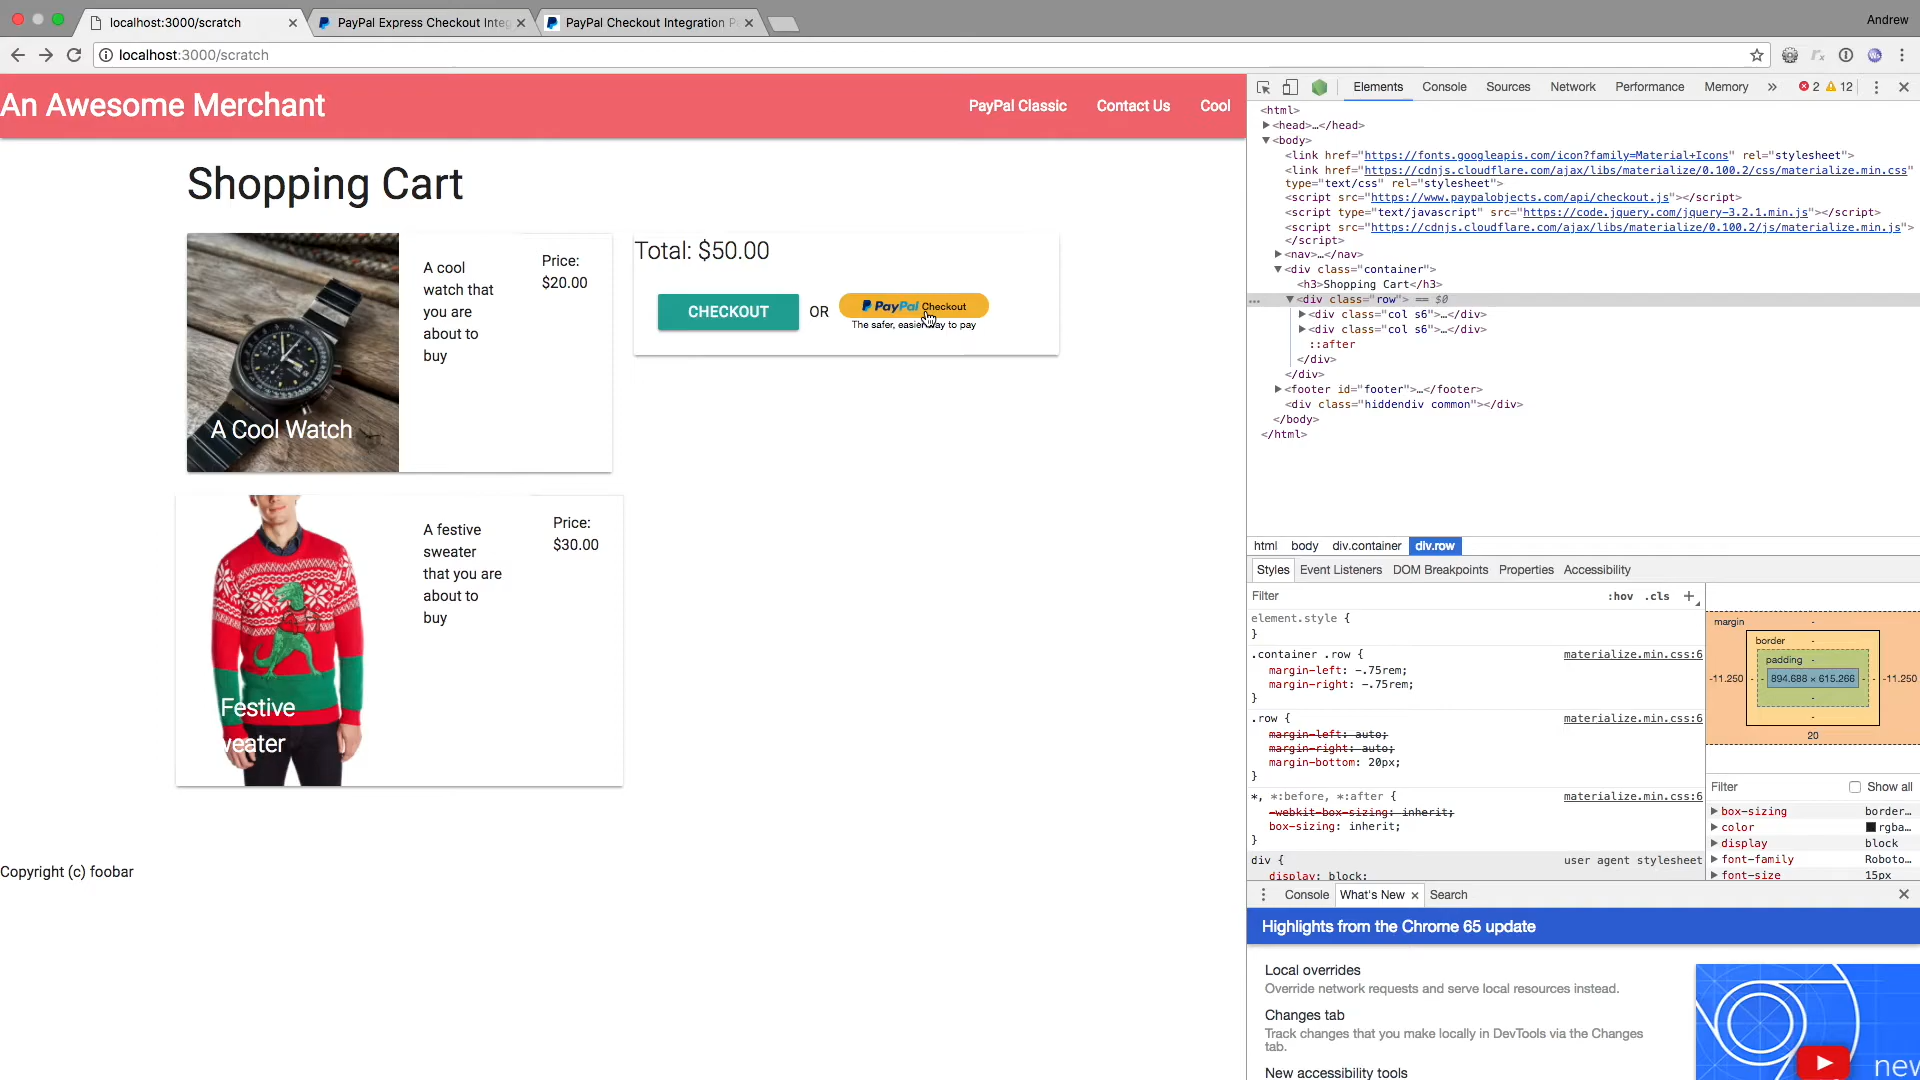 localhost:3000/scratch
PayPal Express Checkout Inte
PayPal Checkout Integration P
Andrew
localhost:3000/scratch
An Awesome Merchant
PayPal Classic
Contact Us
Cool
Shopping Cart
A cool
watch that
you are
about to
buy
Price:
$20.00
A Cool Watch
Total: $50.00
CHECKOUT
OR
PayPal Checkout
The safer, easier way to pay
A festive
sweater
that you are
about to
buy
Price:
$30.00
Festive
weater
Copyright (c) foobar
Elements Console Sources Network Performance Memory » 2 12
<html>
<head>…</head>
<body>
<link href="https://fonts.googleapis.com/icon?family=Material+Icons" rel="stylesheet">
<link href="https://cdnjs.cloudflare.com/ajax/libs/materialize/0.100.2/css/materialize.min.css"
type="text/css" rel="stylesheet">
<script src="https://www.paypalobjects.com/api/checkout.js"></script>
<script type="text/javascript" src="https://code.jquery.com/jquery-3.2.1.min.js"></script>
<script src="https://cdnjs.cloudflare.com/ajax/libs/materialize/0.100.2/js/materialize.min.js">
</script>
<nav>…</nav>
<div class="container">
<h3>Shopping Cart</h3>
… <div class="row"> == $0
<div class="col s6">…</div>
<div class="col s6">…</div>
::after
</div>
</div>
<footer id="footer">…</footer>
<div class="hiddendiv common"></div>
</body>
</html>
html body div.container div.row
Styles Event Listeners DOM Breakpoints Properties Accessibility
Filter :hov .cls +
element.style {
}
.container .row { materialize.min.css:6
margin-left: -.75rem;
margin-right: -.75rem;
}
.row { materialize.min.css:6
margin-left: auto;
margin-right: auto;
margin-bottom: 20px;
}
*, *:before, *:after { materialize.min.css:6
-webkit-box-sizing: inherit;
box-sizing: inherit;
}
div { user agent stylesheet
display: block;
margin -
border -
padding -
-11.250 - - 894.688 × 615.266 - - -11.250
-
-
20
Filter Show all
box-sizing border…
color rgba…
display block
font-family Roboto…
font-size 15px
Console What's New Search
Highlights from the Chrome 65 update
Local overrides
Override network requests and serve local resources instead.
Changes tab
Track changes that you make locally in DevTools via the Changes
tab.
New accessibility tools
new